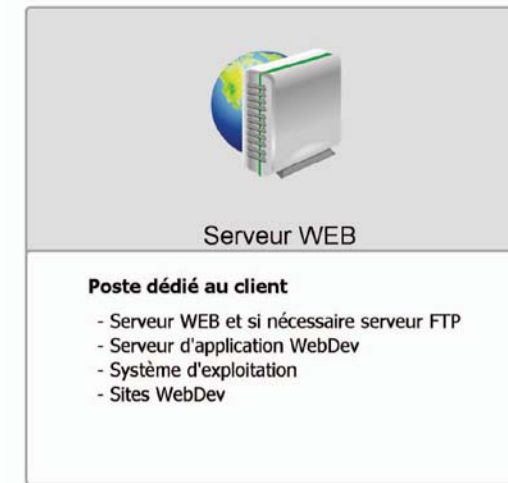 Serveur WEB
Poste dédié au client
- Serveur WEB et si nécessaire serveur FTP
- Serveur d'application WebDev
- Système d'exploitation
- Sites WebDev